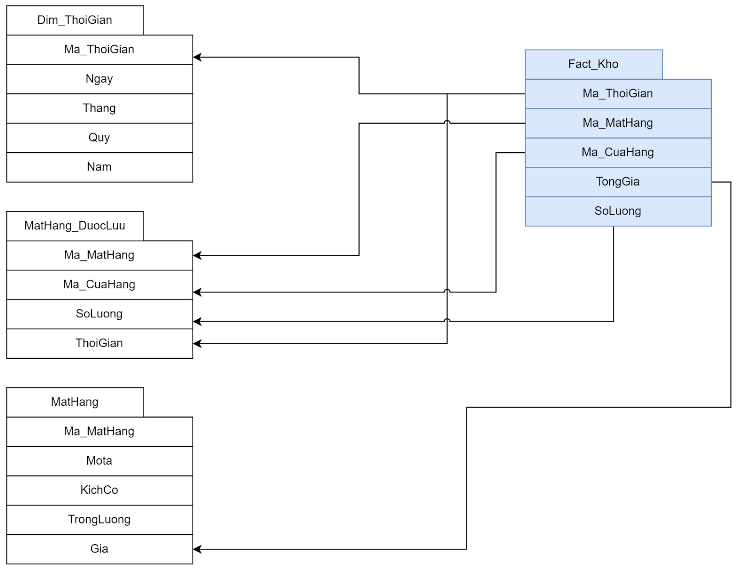 Dim_ThoiGian
Ma_ThoiGian
Ngay
Thang
Quy
Nam
MatHang_DuocLuu
Ma_MatHang
Ma_CuaHang
SoLuong
ThoiGian
MatHang
Ma_MatHang
Mota
KichCo
TrongLuong
Gia
Fact_Kho
Ma_ThoiGian
Ma_MatHang
Ma_CuaHang
TongGia
SoLuong